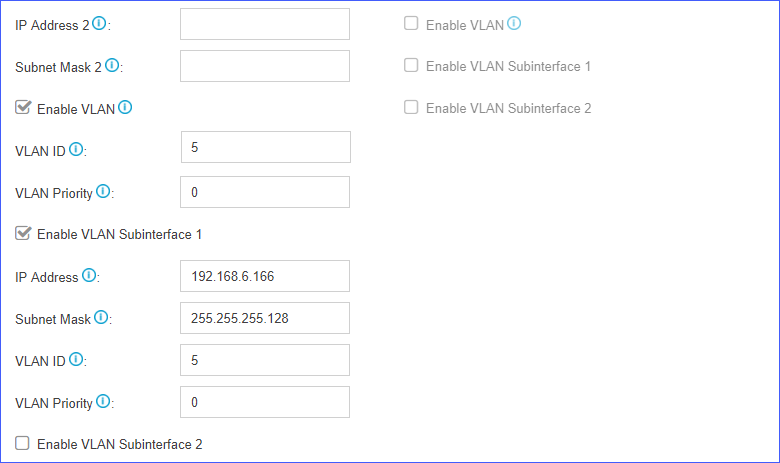 IP Address 2 : Enable VLAN
Subnet Mask 2 : Enable VLAN Subinterface 1
Enable VLAN Enable VLAN Subinterface 2
VLAN ID : 5
VLAN Priority : 0
Enable VLAN Subinterface 1
IP Address : 192.168.6.166
Subnet Mask : 255.255.255.128
VLAN ID : 5
VLAN Priority : 0
Enable VLAN Subinterface 2